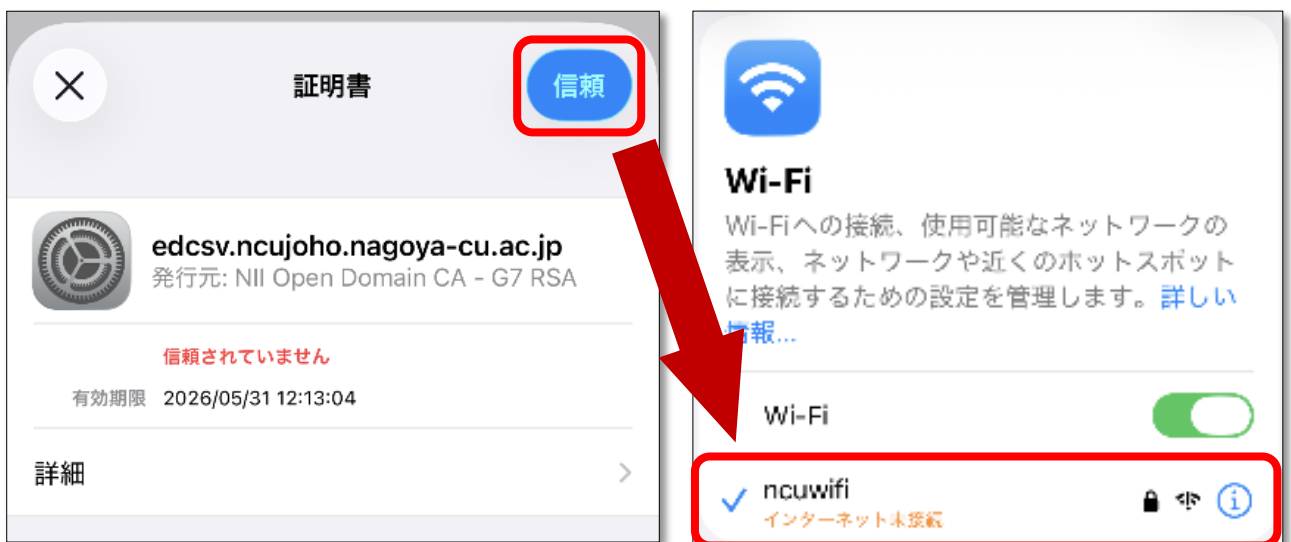 証明書
信頼
edcsv.ncujoho.nagoya-cu.ac.jp
発行元: NII Open Domain CA - G7 RSA
信頼されていません
有効期限 2026/05/31 12:13:04
詳細
Wi-Fi
Wi-Fiへの接続、使用可能なネットワークの
表示、ネットワークや近くのホットスポット
に接続するための設定を管理します。詳しい
情報...
Wi-Fi
ncuwifi
インターネット未接続